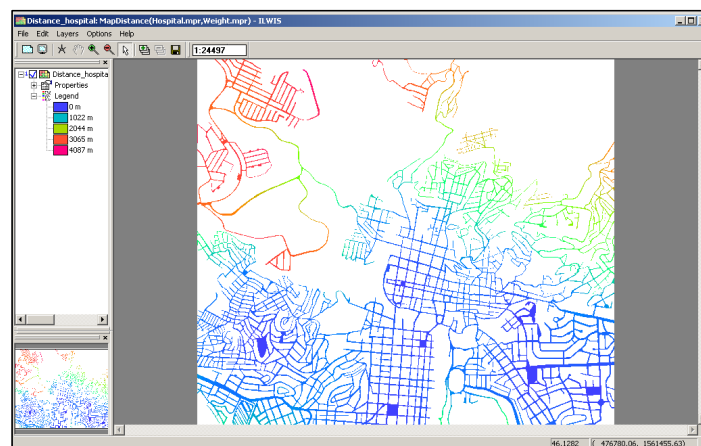 Distance_hospital: MapDistance(Hospital.mpr,Weight.mpr) - ILWIS
File Edit Layers Options Help
1:24497
Distance_hospita
Properties
Legend
0 m
1022 m
2044 m
3065 m
4087 m
46.1282 ( 476780.06, 1561455.63)